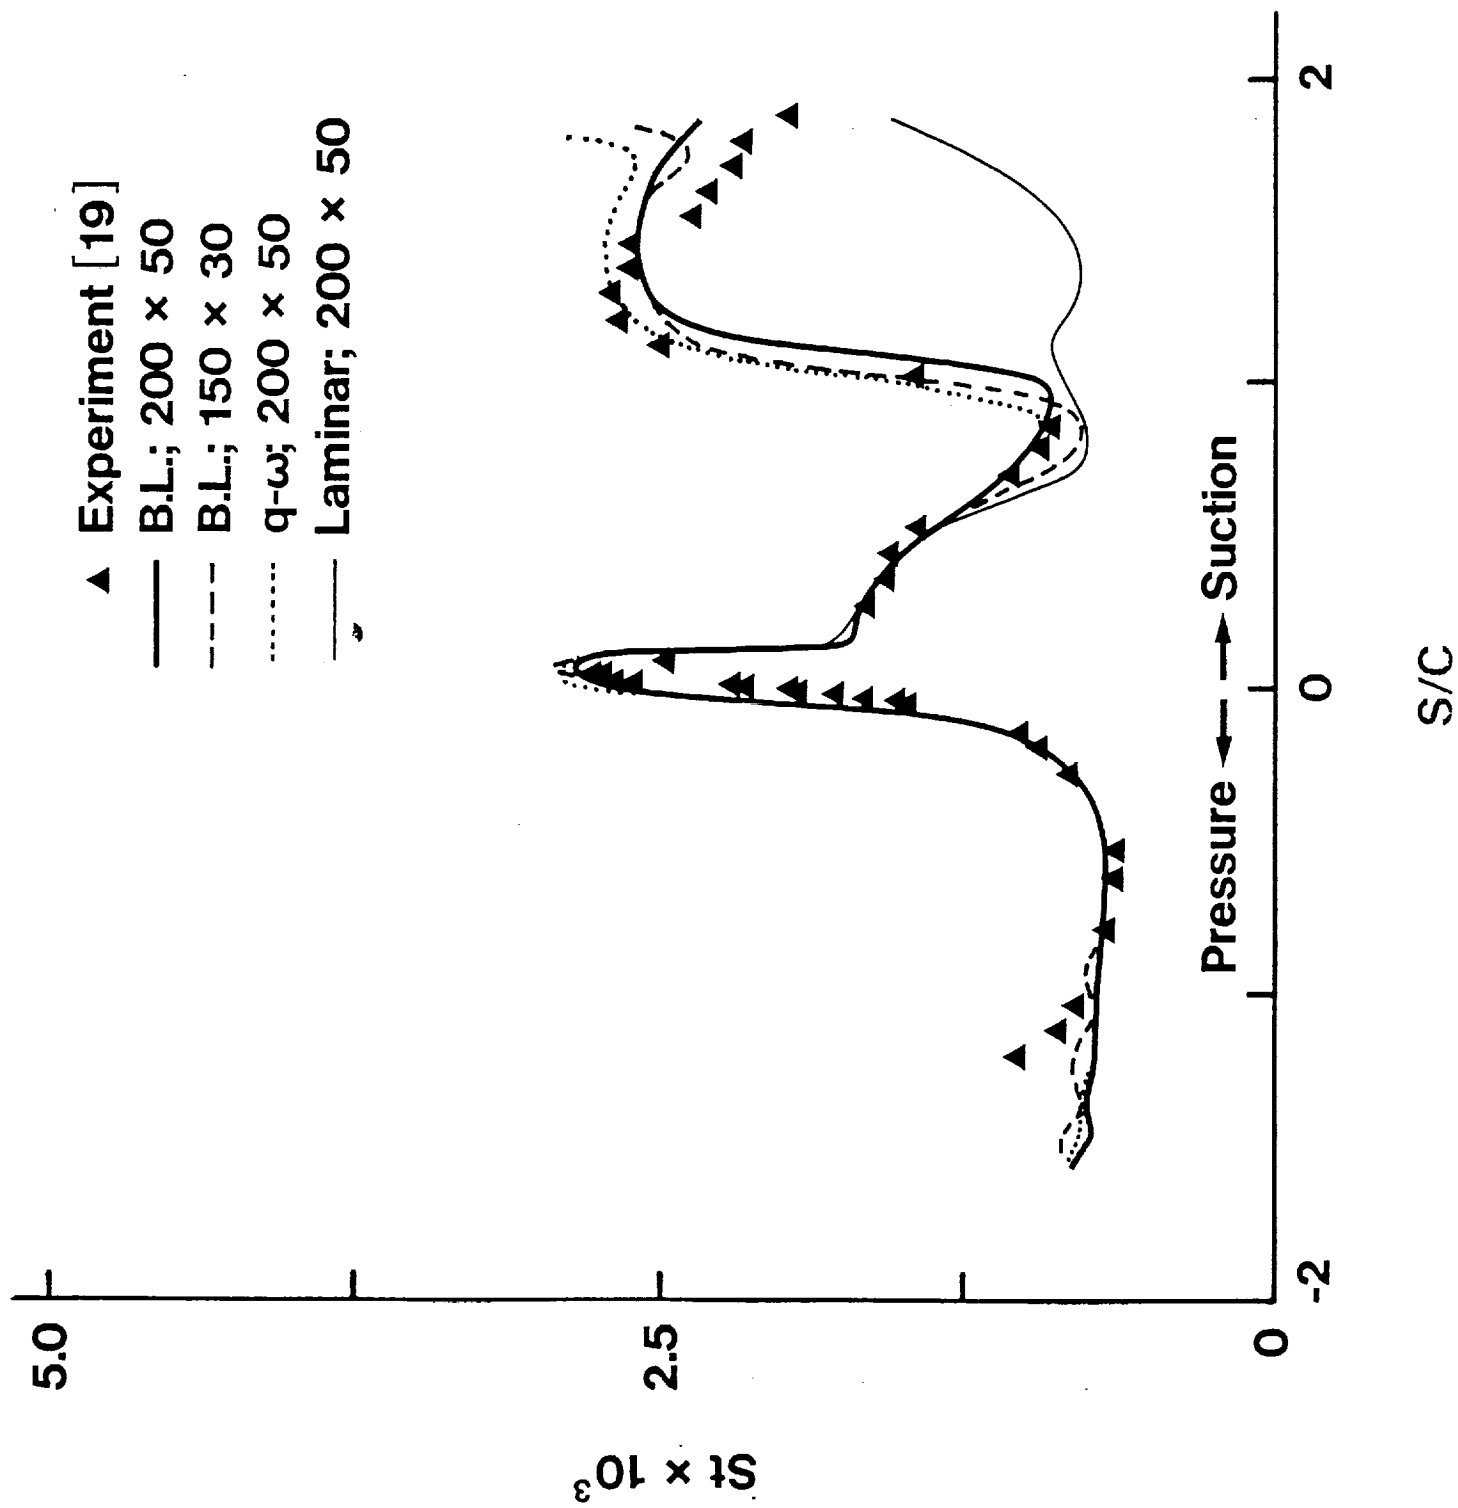 Experiment [19]
B.L.; 200 × 50
B.L.; 150 × 30
q-ω; 200 × 50
Laminar; 200 × 50
5.0
2.5
0
St × 10³
-2
0
2
Pressure
Suction
S/C